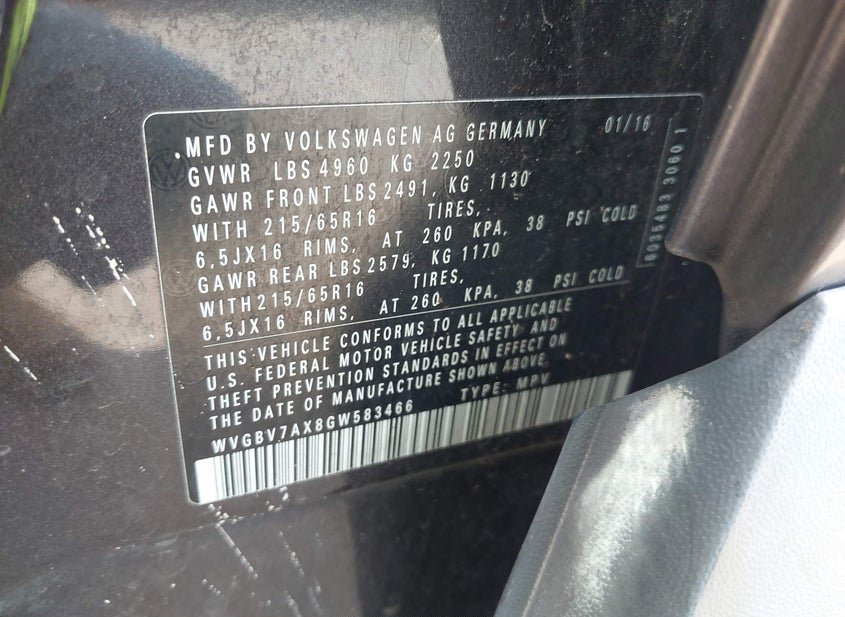 .MFD BY VOLKSWAGEN AG GERMANY 01/16
GVWR LBS 4960 KG 2250
GAWR FRONT LBS 2491, KG 1130
WITH 215/65R16 TIRES,
6,5JX16 RIMS, AT 260 KPA, 38 PSI COLD
GAWR REAR LBS 2579, KG 1170
WITH 215/65R16 TIRES,
6,5JX16 RIMS, AT 260 KPA, 38 PSI COLD
THIS VEHICLE CONFORMS TO ALL APPLICABLE
U.S. FEDERAL MOTOR VEHICLE SAFETY AND
THEFT PREVENTION STANDARDS IN EFFECT ON
THE DATE OF MANUFACTURE SHOWN ABOVE.
WVGBV7AX8GW583466 TYPE: MPV
6035483 3060 1